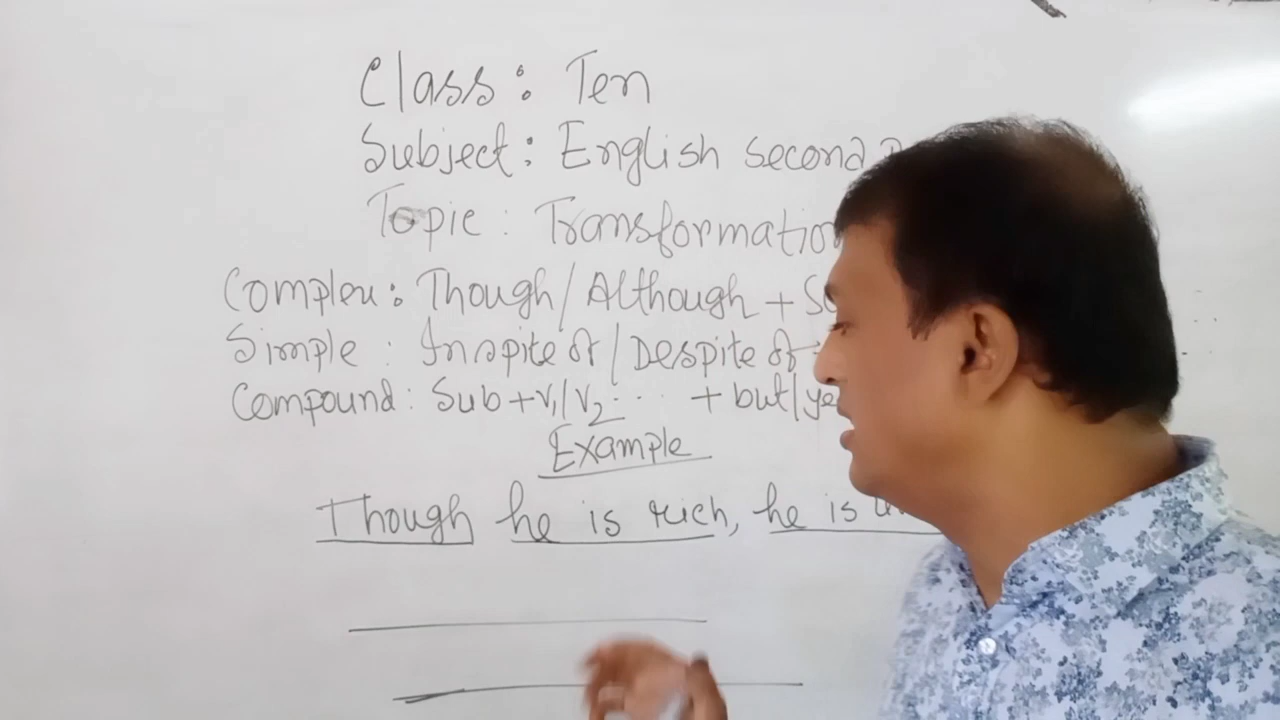 Class: Ten
Subject: English second
Topic: Transformation
Complex: Though/Although +
Simple: Inspite of/Despite of
Compound: Sub+V1/V2.... + but/
Example
Though he is rich, he is